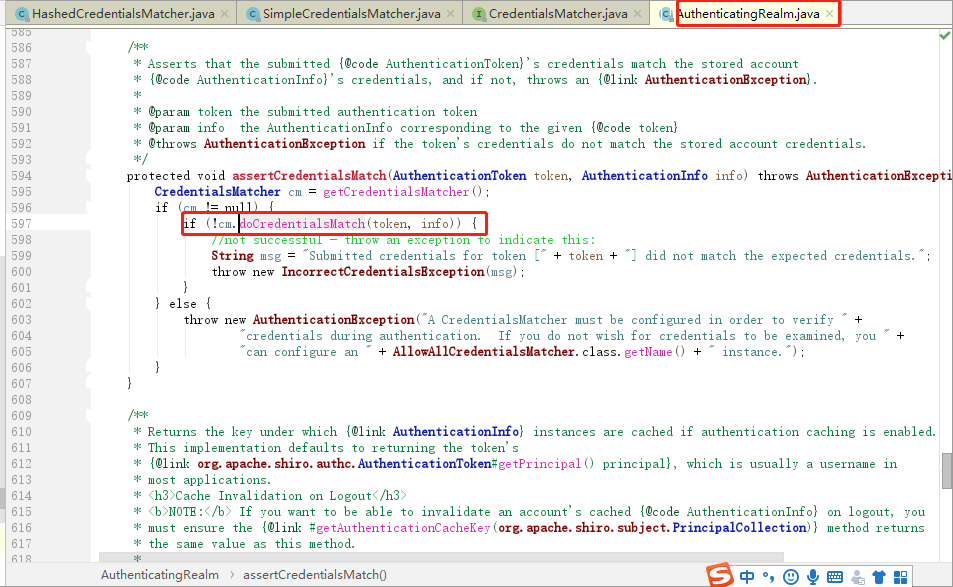 HashedCredentialsMatcher.java × SimpleCredentialsMatcher.java × CredentialsMatcher.java × AuthenticatingRealm.java ×
585
586 /**
587 * Asserts that the submitted {@code AuthenticationToken}'s credentials match the stored account
588 * {@code AuthenticationInfo}'s credentials, and if not, throws an {@link AuthenticationException}.
589 *
590 * @param token the submitted authentication token
591 * @param info  the AuthenticationInfo corresponding to the given {@code token}
592 * @throws AuthenticationException if the token's credentials do not match the stored account credentials.
593 */
594 protected void assertCredentialsMatch(AuthenticationToken token, AuthenticationInfo info) throws AuthenticationExcepti
595 CredentialsMatcher cm = getCredentialsMatcher();
596 if (cm != null) {
597 if (!cm.doCredentialsMatch(token, info)) {
598 //not successful - throw an exception to indicate this:
599 String msg = "Submitted credentials for token [" + token + "] did not match the expected credentials.";
600 throw new IncorrectCredentialsException(msg);
601 }
602 } else {
603 throw new AuthenticationException("A CredentialsMatcher must be configured in order to verify " +
604 "credentials during authentication.  If you do not wish for credentials to be examined, you " +
605 "can configure an " + AllowAllCredentialsMatcher.class.getName() + " instance.");
606 }
607 }
608
609 /**
610 * Returns the key under which {@link AuthenticationInfo} instances are cached if authentication caching is enabled.
611 * This implementation defaults to returning the token's
612 * {@link org.apache.shiro.authc.AuthenticationToken#getPrincipal() principal}, which is usually a username in
613 * most applications.
614 * <h3>Cache Invalidation on Logout</h3>
615 * <b>NOTE:</b> If you want to be able to invalidate an account's cached {@code AuthenticationInfo} on logout, you
616 * must ensure the {@link #getAuthenticationCacheKey(org.apache.shiro.subject.PrincipalCollection)} method returns
617 * the same value as this method.
618 *
AuthenticatingRealm › assertCredentialsMatch()
S 中